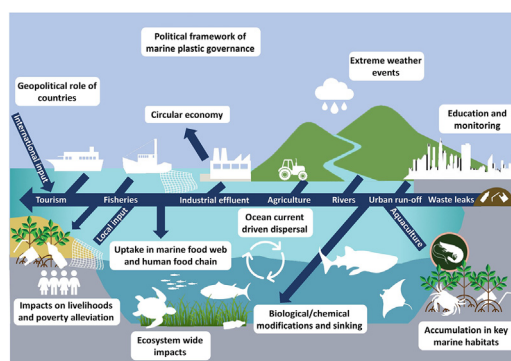 Political framework of
marine plastic governance
Extreme weather
events
Geopolitical role of
countries
Circular economy
Education and
monitoring
International input
Tourism
Fisheries
Industrial effluent
Agriculture
Rivers
Urban run-off
Waste leaks
Local input
Aquaculture
Ocean current
driven dispersal
Uptake in marine food web
and human food chain
Impacts on livelihoods
and poverty alleviation
Biological/chemical
modifications and sinking
Ecosystem wide
impacts
Accumulation in key
marine habitats